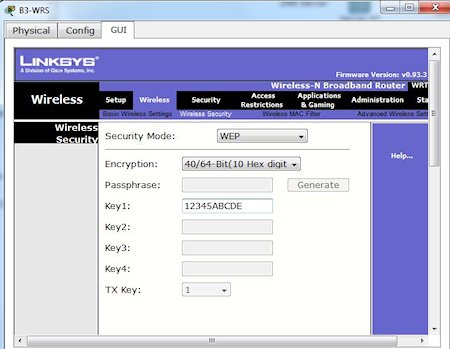 B3-WRS
Physical Config GUI
LINKSYS®
A Division of Cisco Systems, Inc.
Firmware Version: v0.93.3
Wireless-N Broadband Router WRT
Wireless
Setup Wireless Security Access Restrictions Applications & Gaming Administration Sta
Basic Wireless Settings Wireless Security Wireless MAC Filter Advanced Wireless Sett
Wireless Security
Security Mode: WEP
Help...
Encryption: 40/64-Bit(10 Hex digit
Passphrase: Generate
Key1: 12345ABCDE
Key2:
Key3:
Key4:
TX Key: 1